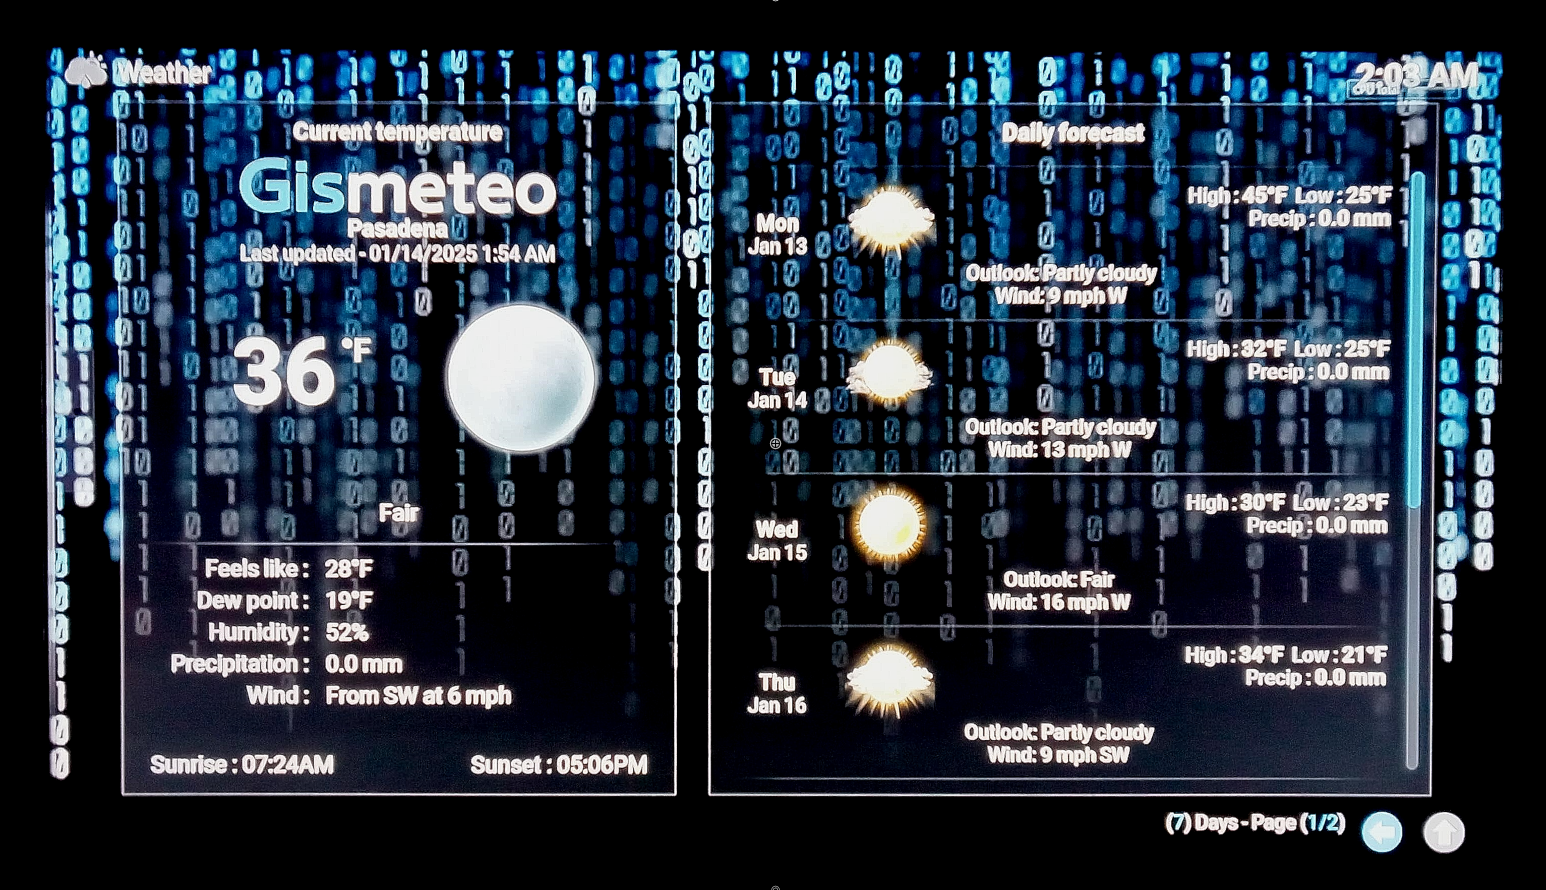 Weather
2:03 AM
Current temperature
Gismeteo
Pasadena
Last updated - 01/14/2025 1:54 AM
36 °F
Fair
Feels like : 28°F
Dew point : 19°F
Humidity : 52%
Precipitation : 0.0 mm
Wind : From SW at 6 mph
Sunrise : 07:24AM
Sunset : 05:06PM
Daily forecast
Mon
Jan 13
High : 45°F Low : 25°F
Precip : 0.0 mm
Outlook: Partly cloudy
Wind: 9 mph W
Tue
Jan 14
High : 32°F Low : 25°F
Precip : 0.0 mm
Outlook: Partly cloudy
Wind: 13 mph W
Wed
Jan 15
High : 30°F Low : 23°F
Precip : 0.0 mm
Outlook: Fair
Wind: 16 mph W
Thu
Jan 16
High : 34°F Low : 21°F
Precip : 0.0 mm
Outlook: Partly cloudy
Wind: 9 mph SW
(7) Days - Page (1/2)